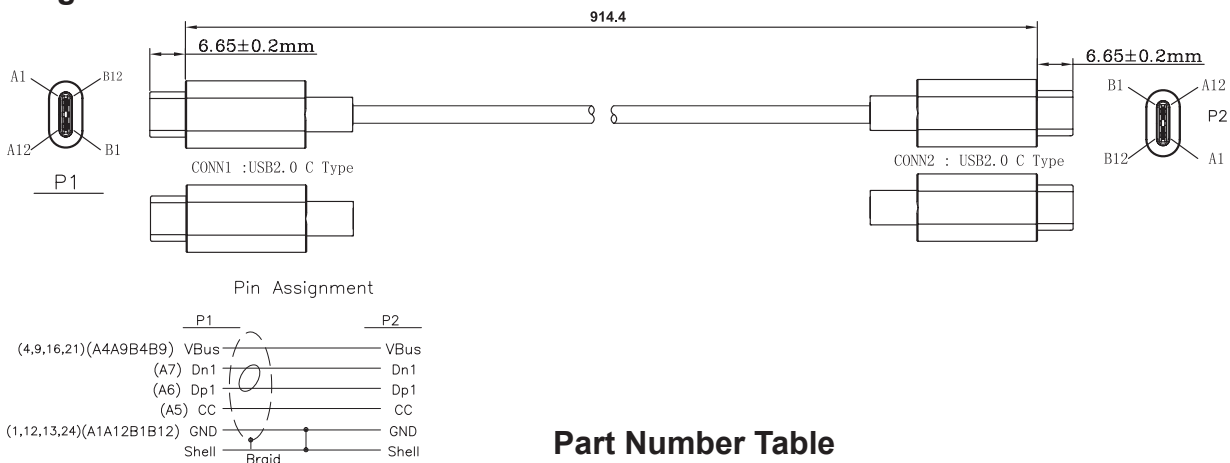 914.4
6.65±0.2mm
6.65±0.2mm
A1
B12
B1
A12
P2
A12
B1
B12
A1
P1
CONN1 :USB2.0 C Type
CONN2 : USB2.0 C Type
Pin Assignment
P1
P2
(4,9,16,21)(A4A9B4B9) VBus
VBus
(A7) Dn1
Dn1
(A6) Dp1
Dp1
(A5) CC
CC
(1,12,13,24)(A1A12B1B12) GND
GND
Shell
Shell
Braid
Part Number Table